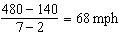 480 − 140
7 − 2
= 68 mph